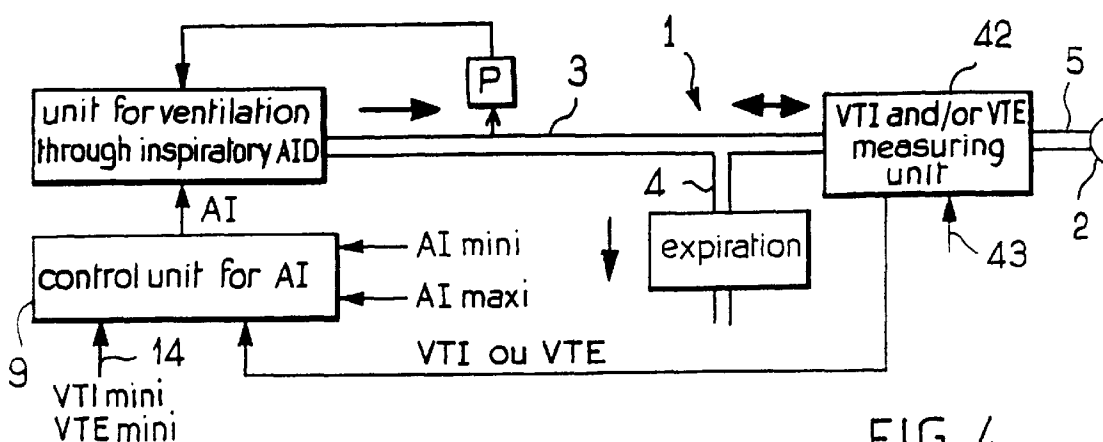 1
42
P
3
5
unit for ventilation
through inspiratory AID
VTI and/or VTE
measuring
unit
4
2
AI
expiration
43
control unit for AI
AI mini
AI maxi
9
14
VTI ou VTE
VTI mini
VTE mini
FIG. 4